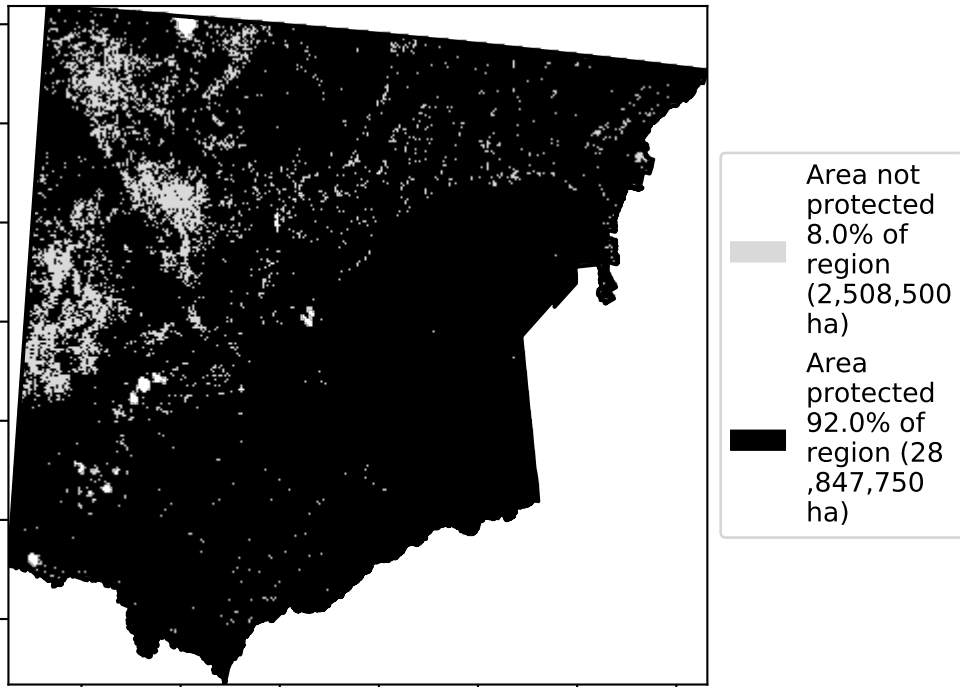 Area not
protected
8.0% of
region
(2,508,500
ha)
Area
protected
92.0% of
region (28
,847,750
ha)